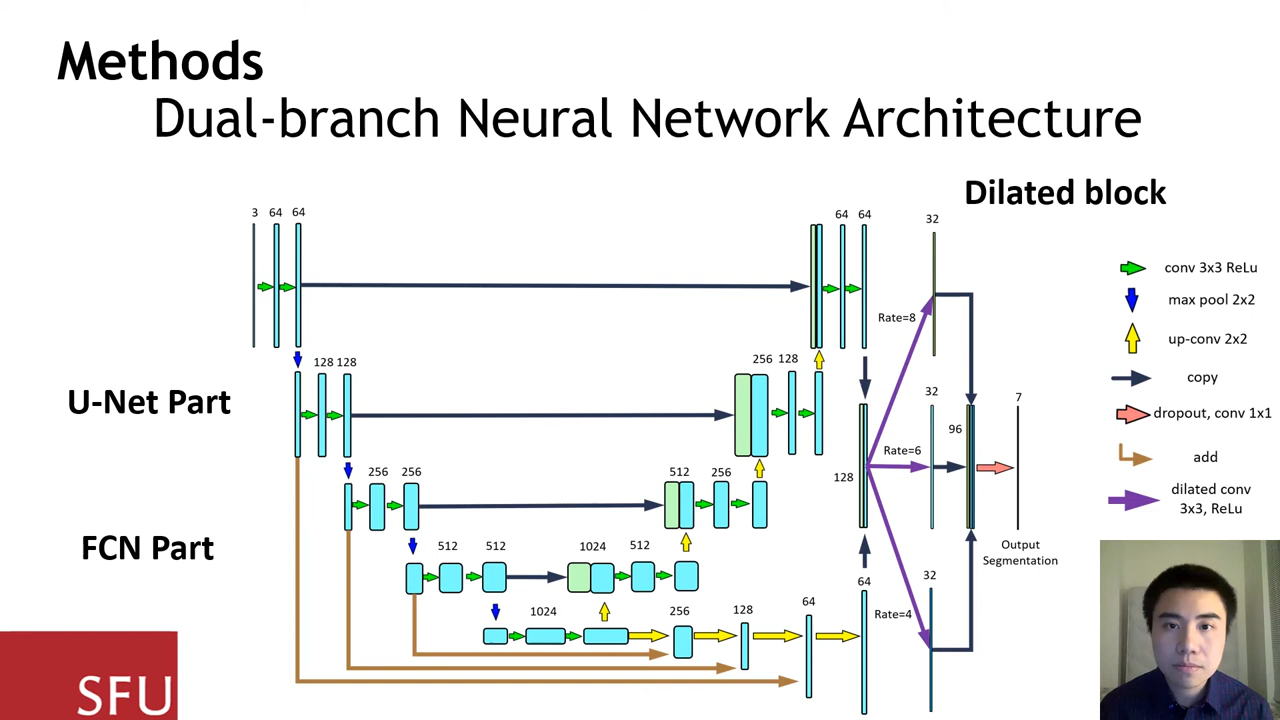 Methods
Dual-branch Neural Network Architecture
Dilated block
3 64 64
64 64
32
conv 3x3 ReLu
max pool 2x2
Rate=8
up-conv 2x2
128 128
256 128
copy
U-Net Part
32
7
dropout, conv 1x1
96
Rate=6
add
256 256
512 256
128
dilated conv
3x3, ReLu
FCN Part
512 512
1024 512
Output
Segmentation
64
32
1024
256
128
64
Rate=4
SFU